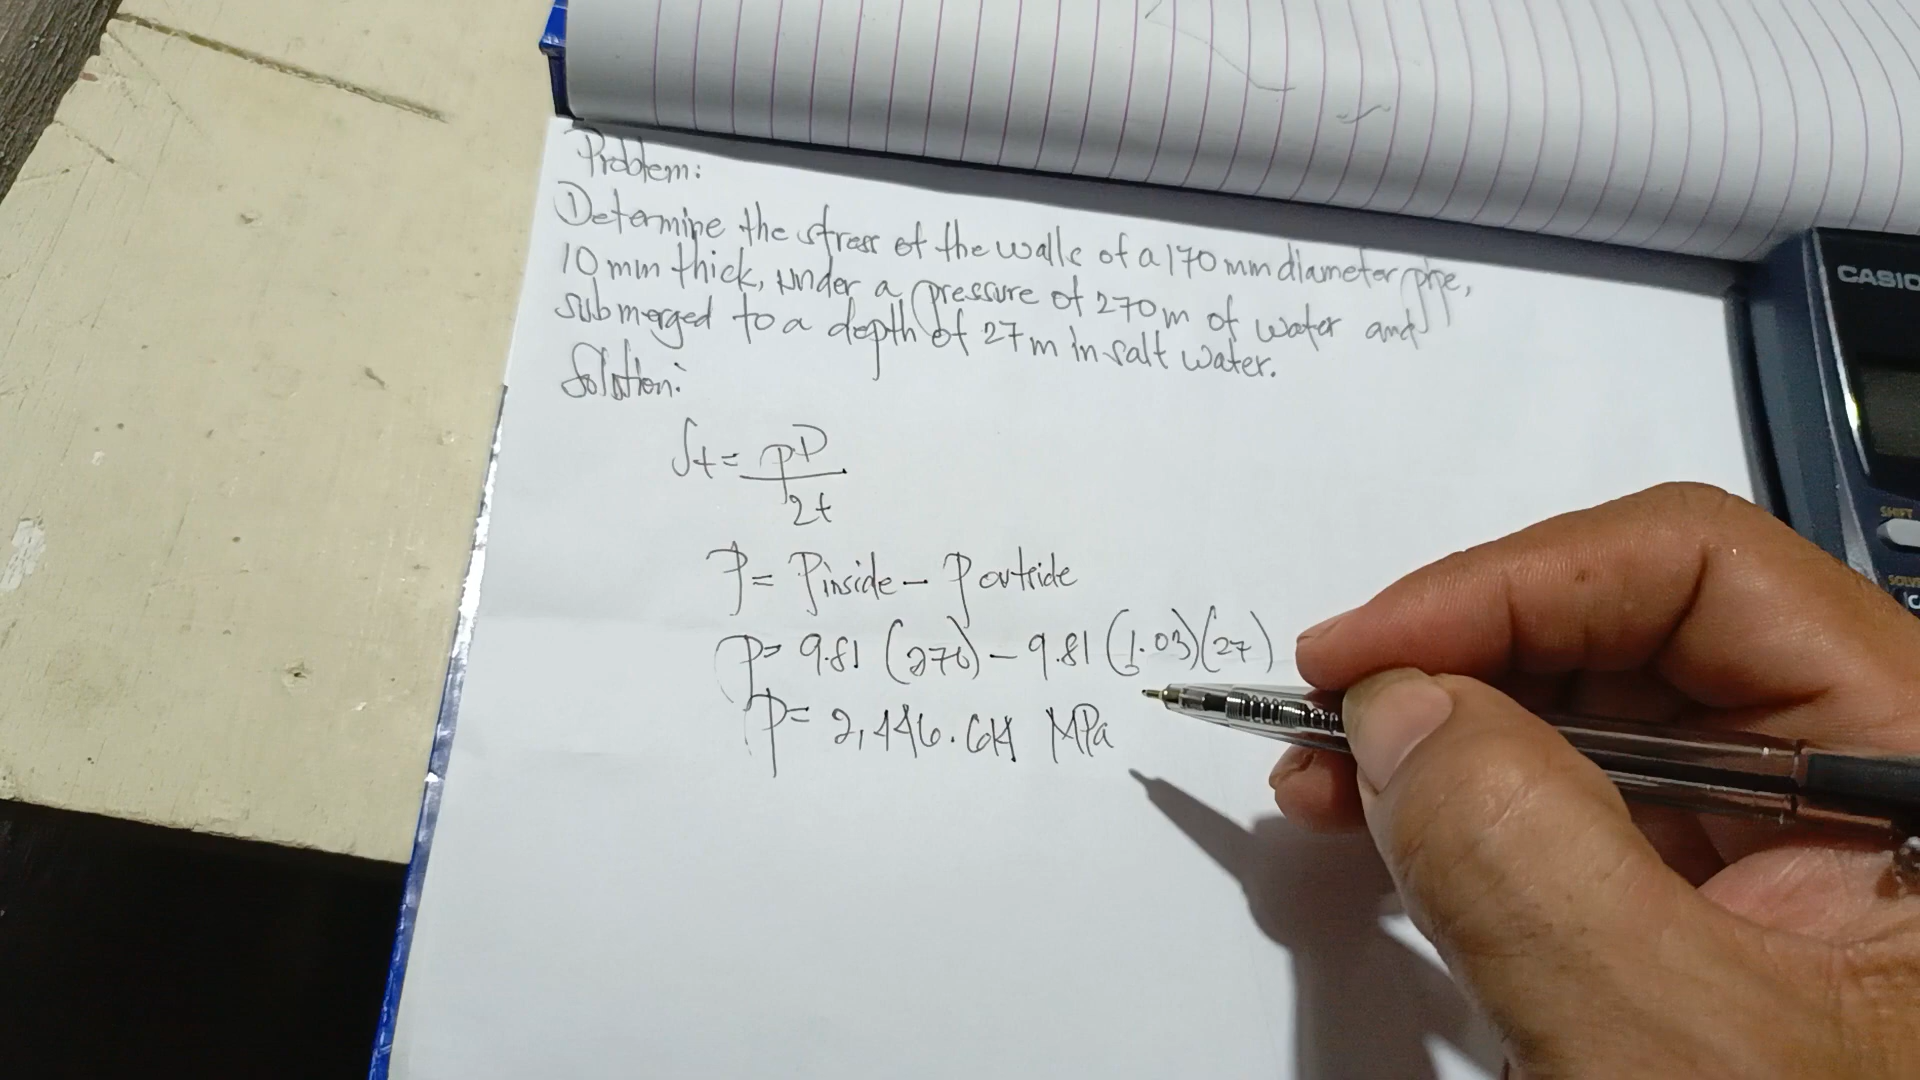 Problem:
① Determine the stress of the walls of a 170 mm diameter pipe,
10 mm thick, under a pressure of 270 m of water and
submerged to a depth of 27 m in salt water.
Solution:
St = pD
2t
P = Pinside - Poutside
P = 9.81 (270) - 9.81 (1.03)(27)
P = 2,446.614 MPa
CASIO
SHIFT